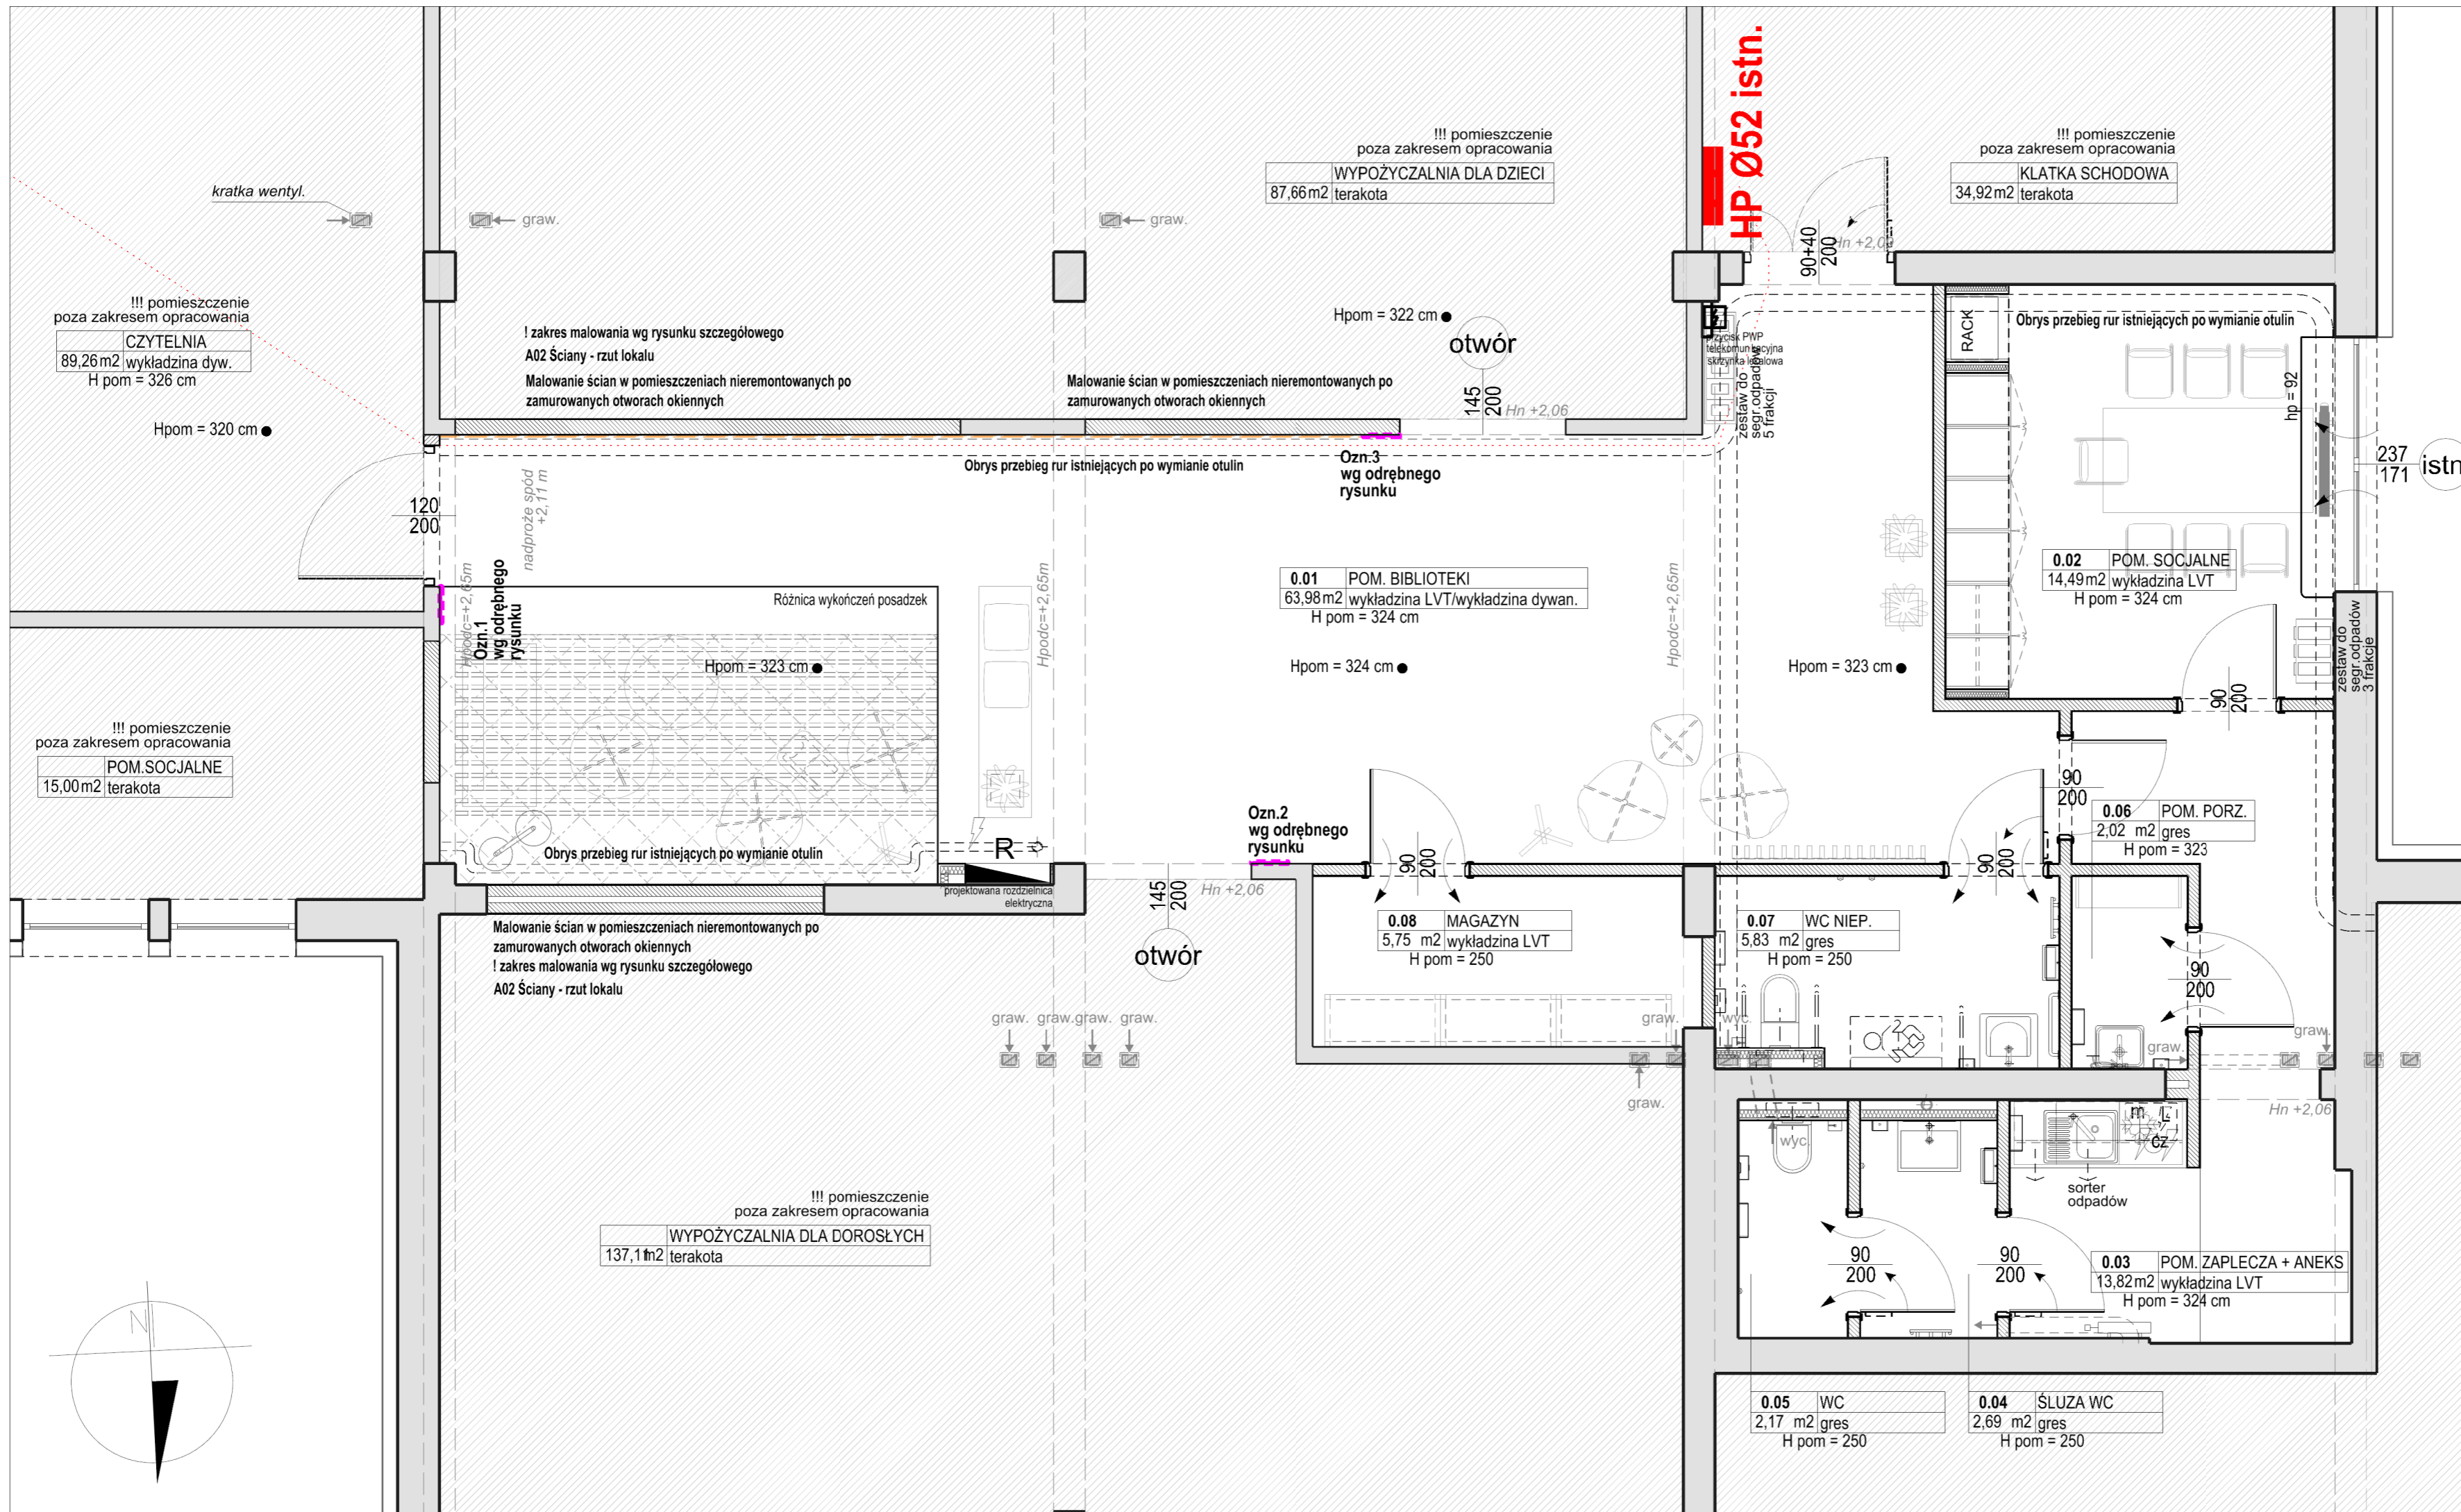 HP Ø52 istn.
!!! pomieszczenie
poza zakresem opracowania
WYPOŻYCZALNIA DLA DZIECI
87,66m2 terakota
!!! pomieszczenie
poza zakresem opracowania
KLATKA SCHODOWA
34,92m2 terakota
kratka wentyl.
graw.
graw.
90+40
200
!!! pomieszczenie
poza zakresem opracowania
CZYTELNIA
89,26m2 wykładzina dyw.
H pom = 326 cm
Hpom = 320 cm
! zakres malowania wg rysunku szczegółowego
A02 Ściany - rzut lokalu
Malowanie ścian w pomieszczeniach nieremontowanych po
zamurowanych otworach okiennych
Malowanie ścian w pomieszczeniach nieremontowanych po
zamurowanych otworach okiennych
Hpom = 322 cm
otwór
145
200
Hn +2,06
przycisk PWP
skrzynka lokalowa
zestaw do
segr.odpadów
5 frakcji
RACK
Obrys przebieg rur istniejących po wymianie otulin
hp = 92
237
171
istn
Obrys przebieg rur istniejących po wymianie otulin
Ozn.3
wg odrębnego
rysunku
120
200
nadproże spód
+2,11 m
Hpodc=+2,65m
Ozn.1
wg odrębnego
rysunku
Różnica wykończeń posadzek
Hpodc=+2,65m
0.01 POM. BIBLIOTEKI
63,98m2 wykładzina LVT/wykładzina dywan.
H pom = 324 cm
Hpodc=+2,65m
0.02 POM. SOCJALNE
14,49m2 wykładzina LVT
H pom = 324 cm
zestaw do
segr.odpadów
3 frakcje
Hpom = 323 cm
Hpom = 324 cm
Hpom = 323 cm
90
200
!!! pomieszczenie
poza zakresem opracowania
POM.SOCJALNE
15,00m2 terakota
90
200
0.06 POM. PORZ.
2,02 m2 gres
H pom = 323
Ozn.2
wg odrębnego
rysunku
Obrys przebieg rur istniejących po wymianie otulin
R
projektowana rozdzielnica
elektryczna
145
200
Hn +2,06
otwór
90
200
90
200
0.08 MAGAZYN
5,75 m2 wykładzina LVT
H pom = 250
0.07 WC NIEP.
5,83 m2 gres
H pom = 250
Malowanie ścian w pomieszczeniach nieremontowanych po
zamurowanych otworach okiennych
! zakres malowania wg rysunku szczegółowego
A02 Ściany - rzut lokalu
90
200
graw. graw. graw. graw.
graw.
wyc.
graw.
graw.
graw.
Hn +2,06
m
cz
wyc.
sorter
odpadów
!!! pomieszczenie
poza zakresem opracowania
WYPOŻYCZALNIA DLA DOROSŁYCH
137,11m2 terakota
90
200
90
200
0.03 POM. ZAPLECZA + ANEKS
13,82m2 wykładzina LVT
H pom = 324 cm
N
0.05 WC
2,17 m2 gres
H pom = 250
0.04 ŚLUZA WC
2,69 m2 gres
H pom = 250